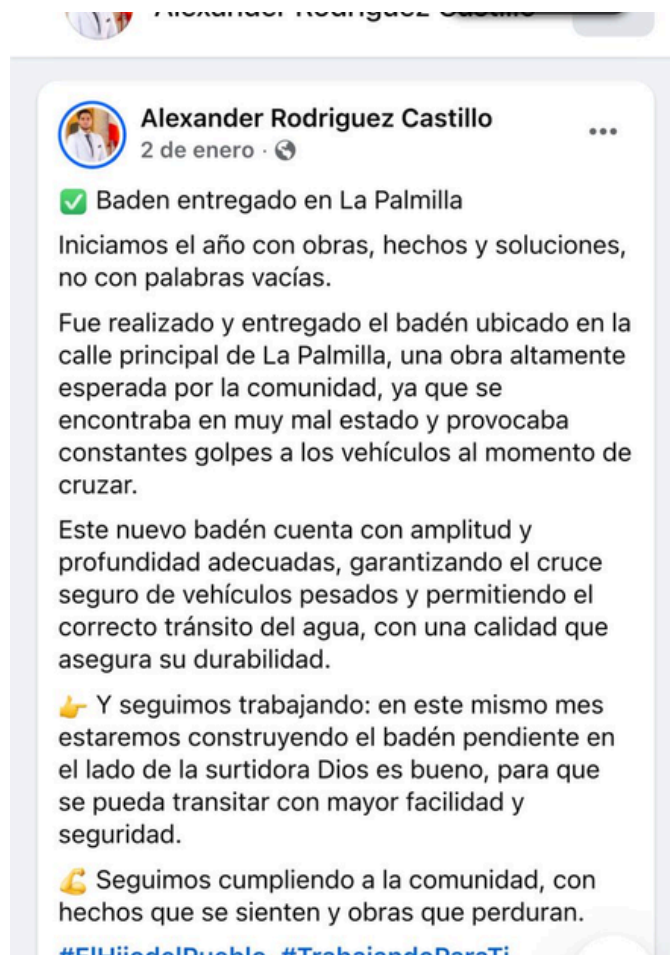 Alexander Rodriguez Castillo
Alexander Rodriguez Castillo
2 de enero ·
✅ Baden entregado en La Palmilla
Iniciamos el año con obras, hechos y soluciones,
no con palabras vacías.
Fue realizado y entregado el badén ubicado en la
calle principal de La Palmilla, una obra altamente
esperada por la comunidad, ya que se
encontraba en muy mal estado y provocaba
constantes golpes a los vehículos al momento de
cruzar.
Este nuevo badén cuenta con amplitud y
profundidad adecuadas, garantizando el cruce
seguro de vehículos pesados y permitiendo el
correcto tránsito del agua, con una calidad que
asegura su durabilidad.
👉 Y seguimos trabajando: en este mismo mes
estaremos construyendo el badén pendiente en
el lado de la surtidora Dios es bueno, para que
se pueda transitar con mayor facilidad y
seguridad.
💪 Seguimos cumpliendo a la comunidad, con
hechos que se sienten y obras que perduran.
#ElHijodelPueblo #TrabajandoParaTi